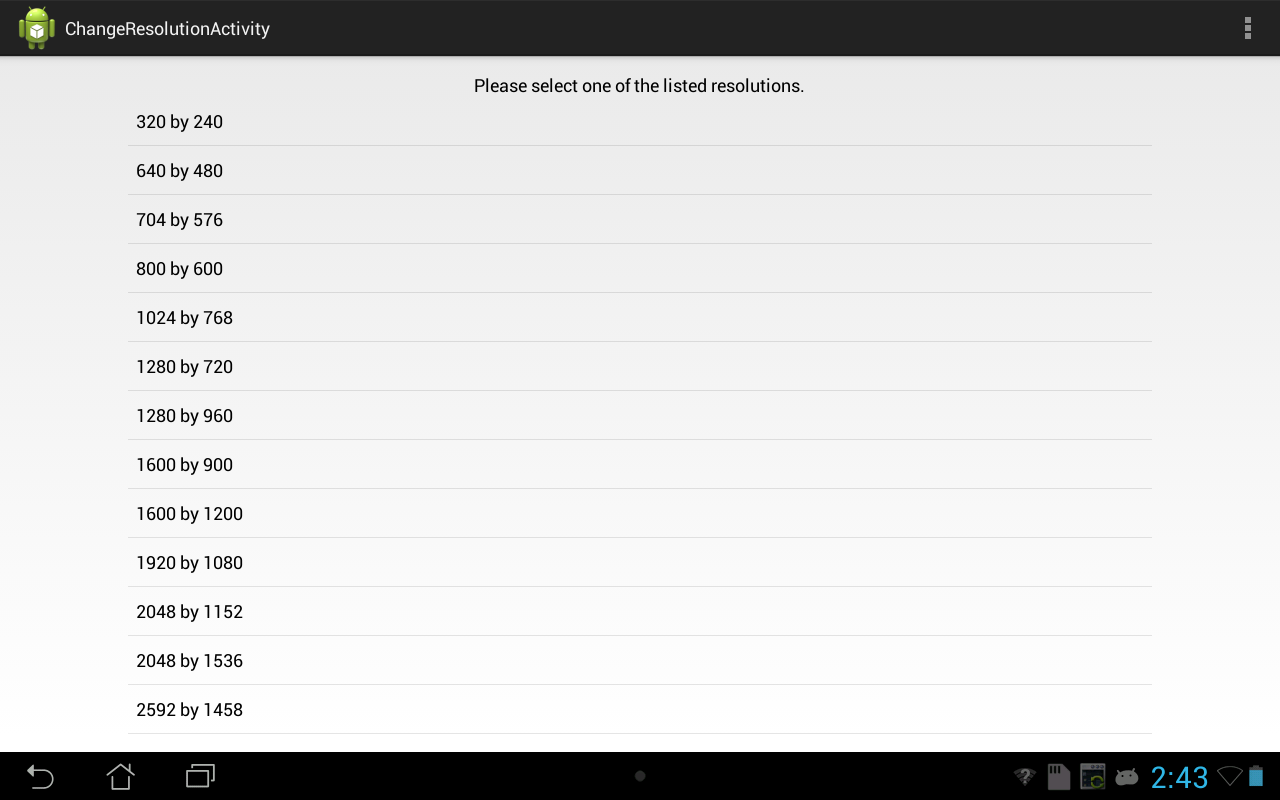 ChangeResolutionActivity
Please select one of the listed resolutions.
320 by 240
640 by 480
704 by 576
800 by 600
1024 by 768
1280 by 720
1280 by 960
1600 by 900
1600 by 1200
1920 by 1080
2048 by 1152
2048 by 1536
2592 by 1458
2:43